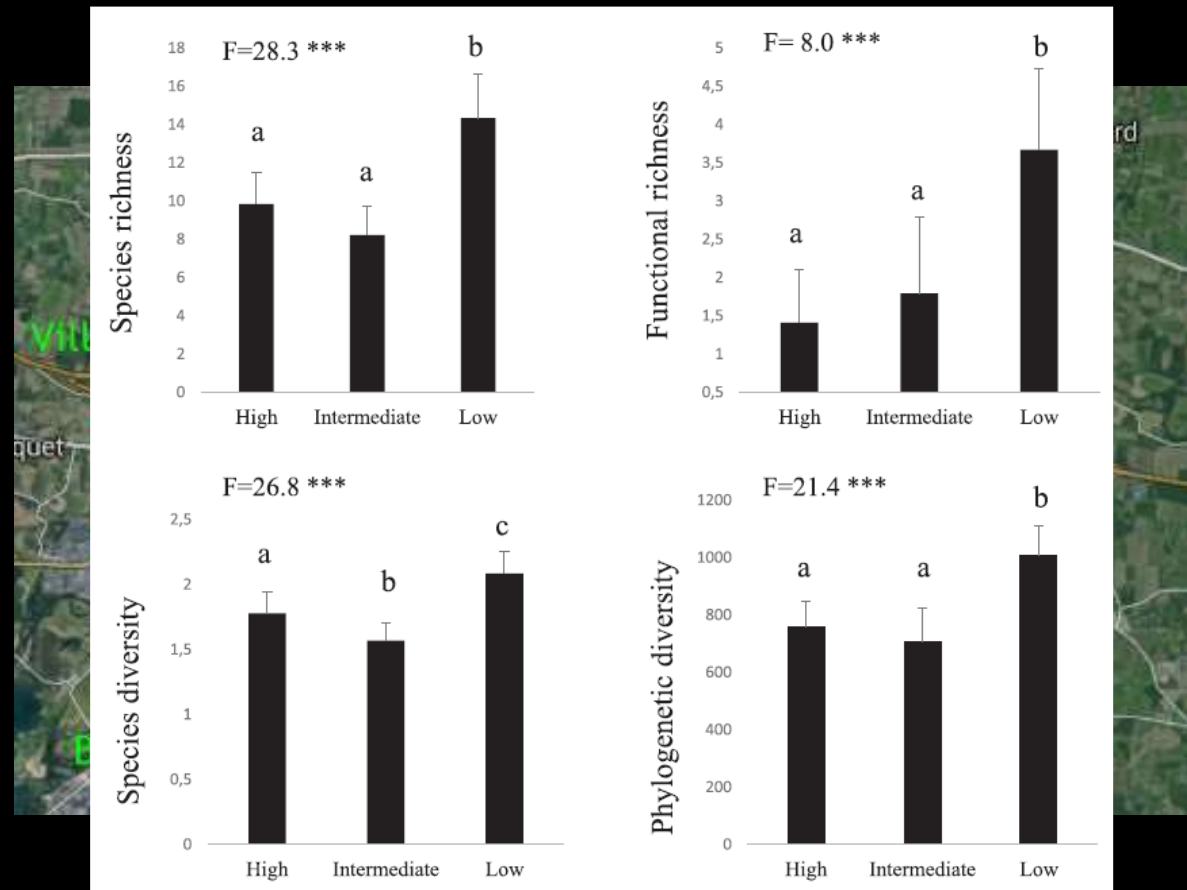 F=28.3 ***
Species richness
18
16
14
12
10
8
6
4
2
0
a
a
b
High Intermediate Low
F= 8.0 ***
Functional richness
5
4,5
4
3,5
3
2,5
2
1,5
1
0,5
a
a
b
High Intermediate Low
F=26.8 ***
Species diversity
2,5
2
1,5
1
0,5
0
a
b
c
High Intermediate Low
F=21.4 ***
Phylogenetic diversity
1200
1000
800
600
400
200
0
a
a
b
High Intermediate Low
rd
Vill
quet
B